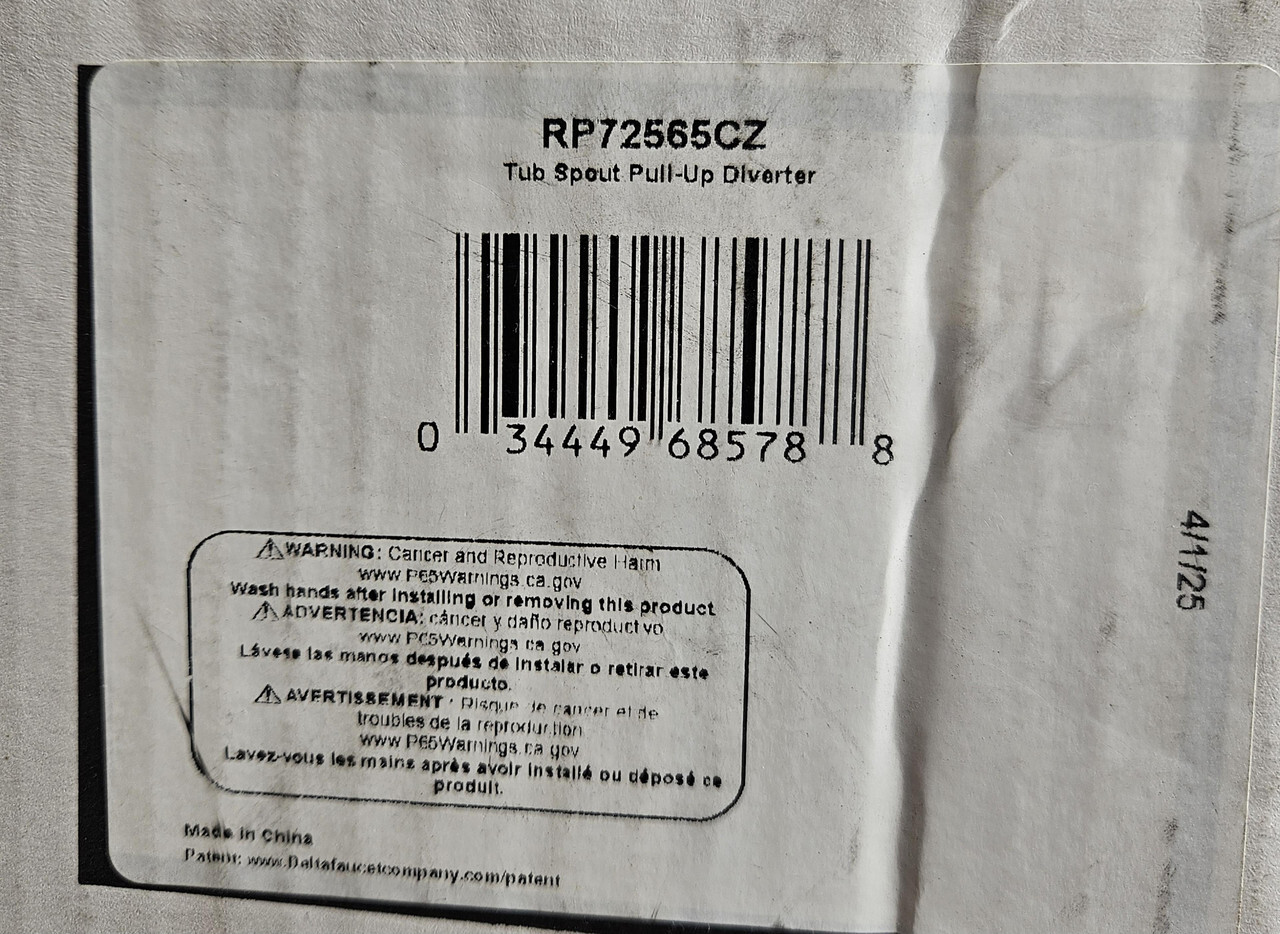 RP72565CZ
Tub Spout Pull-Up Diverter
0 34449 68578 8
⚠WARNING: Cancer and Reproductive Harm
www.P65Warnings.ca.gov
Wash hands after installing or removing this product
⚠ADVERTENCIA: cáncer y daño reproductivo
www.P65Warnings.ca.gov
Lávese las manos después de instalar o retirar este
producto.
⚠ AVERTISSEMENT : Risque de cancer et de
troubles de la reproduction
www.P65Warnings.ca.gov
Lavez-vous les mains après avoir installé ou déposé ce
produit.
Made in China
Patent: www.Deltafaucetcompany.com/patent
4/1/25